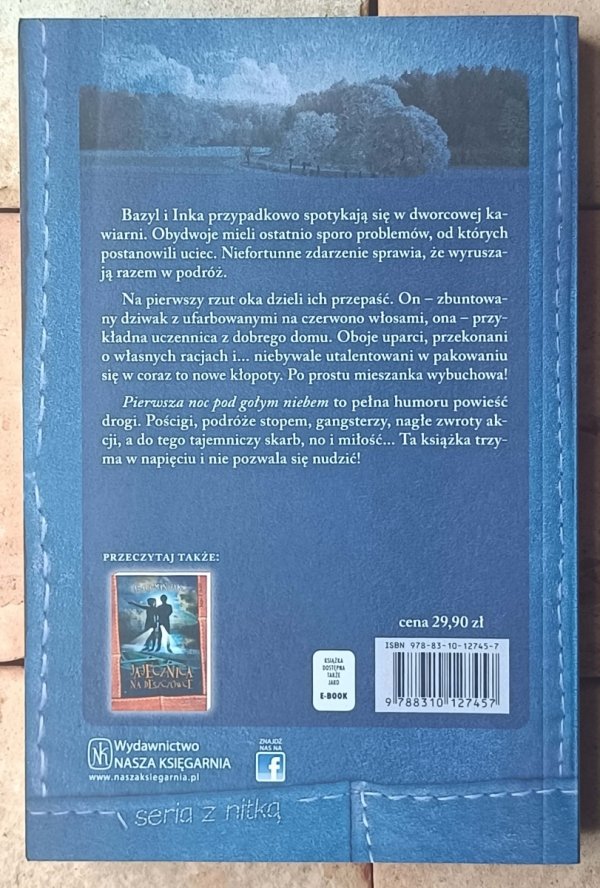 Bazyl i Inka przypadkowo spotykają się w dworcowej ka-
wiarni. Obydwoje mieli ostatnio sporo problemów, od których
postanowili uciec. Niefortunne zdarzenie sprawia, że wyrusza-
ją razem w podróż.
Na pierwszy rzut oka dzieli ich przepaść. On – zbuntowa-
ny dziwak z ufarbowanymi na czerwono włosami, ona – przy-
kładna uczennica z dobrego domu. Oboje uparci, przekonani
o własnych racjach i... niebywale utalentowani w pakowaniu
się w coraz to nowe kłopoty. Po prostu mieszanka wybuchowa!
Pierwsza noc pod gołym niebem to pełna humoru powieść
drogi. Pościgi, podróże stopem, gangsterzy, nagłe zwroty ak-
cji, a do tego tajemniczy skarb, no i miłość... Ta książka trzy-
ma w napięciu i nie pozwala się nudzić!
PRZECZYTAJ TAKŻE:
JAJECZNICA
NA DESZCZÓWCE
cena 29,90 zł
ISBN 978-83-10-12745-7
9 788310 127457
KSIĄŻKA
DOSTĘPNA
TAKŻE
JAKO
E-BOOK
Wydawnictwo
NASZA KSIĘGARNIA
www.naszaksiegarnia.pl
ZNAJDŹ
NAS NA
f
seria z nitką